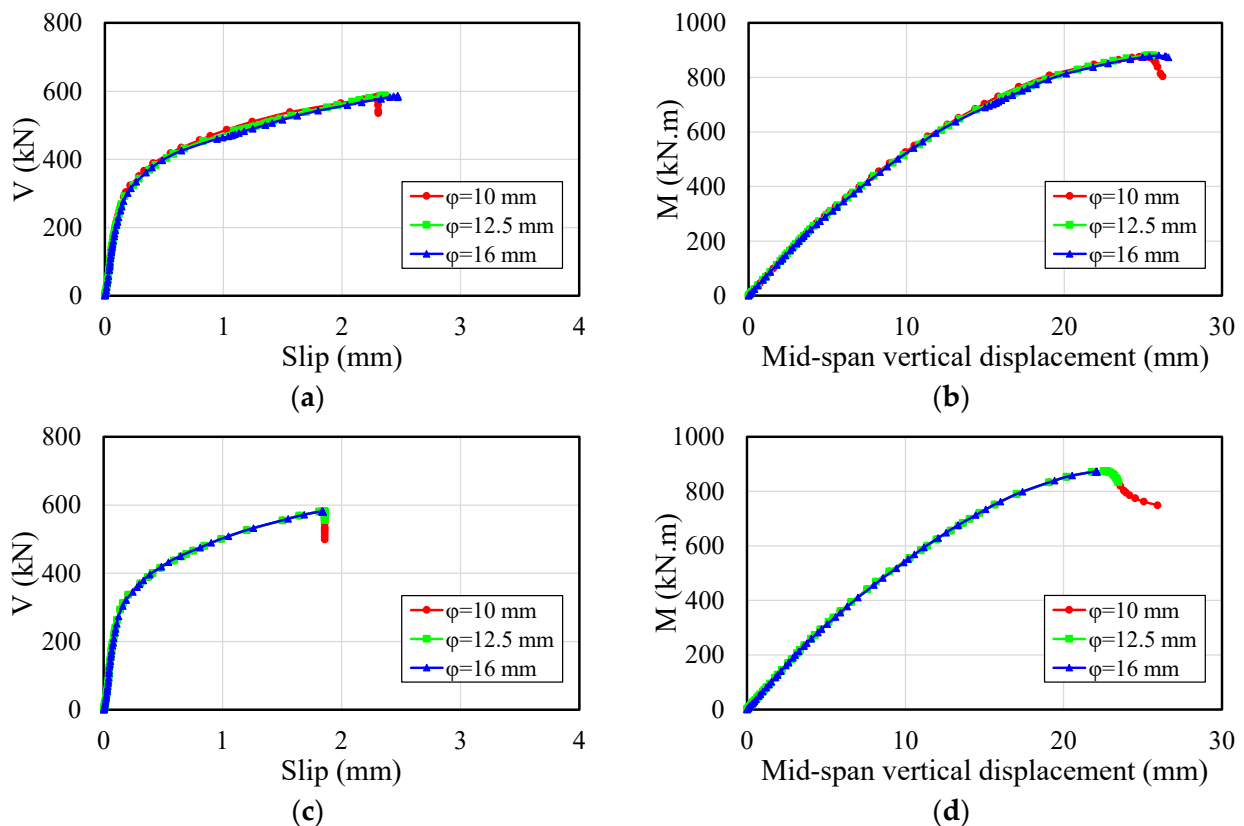 800
600
400
200
0
V (kN)
0 1 2 3 4
Slip (mm)
φ=10 mm
φ=12.5 mm
φ=16 mm
(a)
1000
800
600
400
200
0
M (kN.m)
0 10 20 30
Mid-span vertical displacement (mm)
φ=10 mm
φ=12.5 mm
φ=16 mm
(b)
800
600
400
200
0
V (kN)
0 1 2 3 4
Slip (mm)
φ=10 mm
φ=12.5 mm
φ=16 mm
(c)
1000
800
600
400
200
0
M (kN.m)
0 10 20 30
Mid-span vertical displacement (mm)
φ=10 mm
φ=12.5 mm
φ=16 mm
(d)